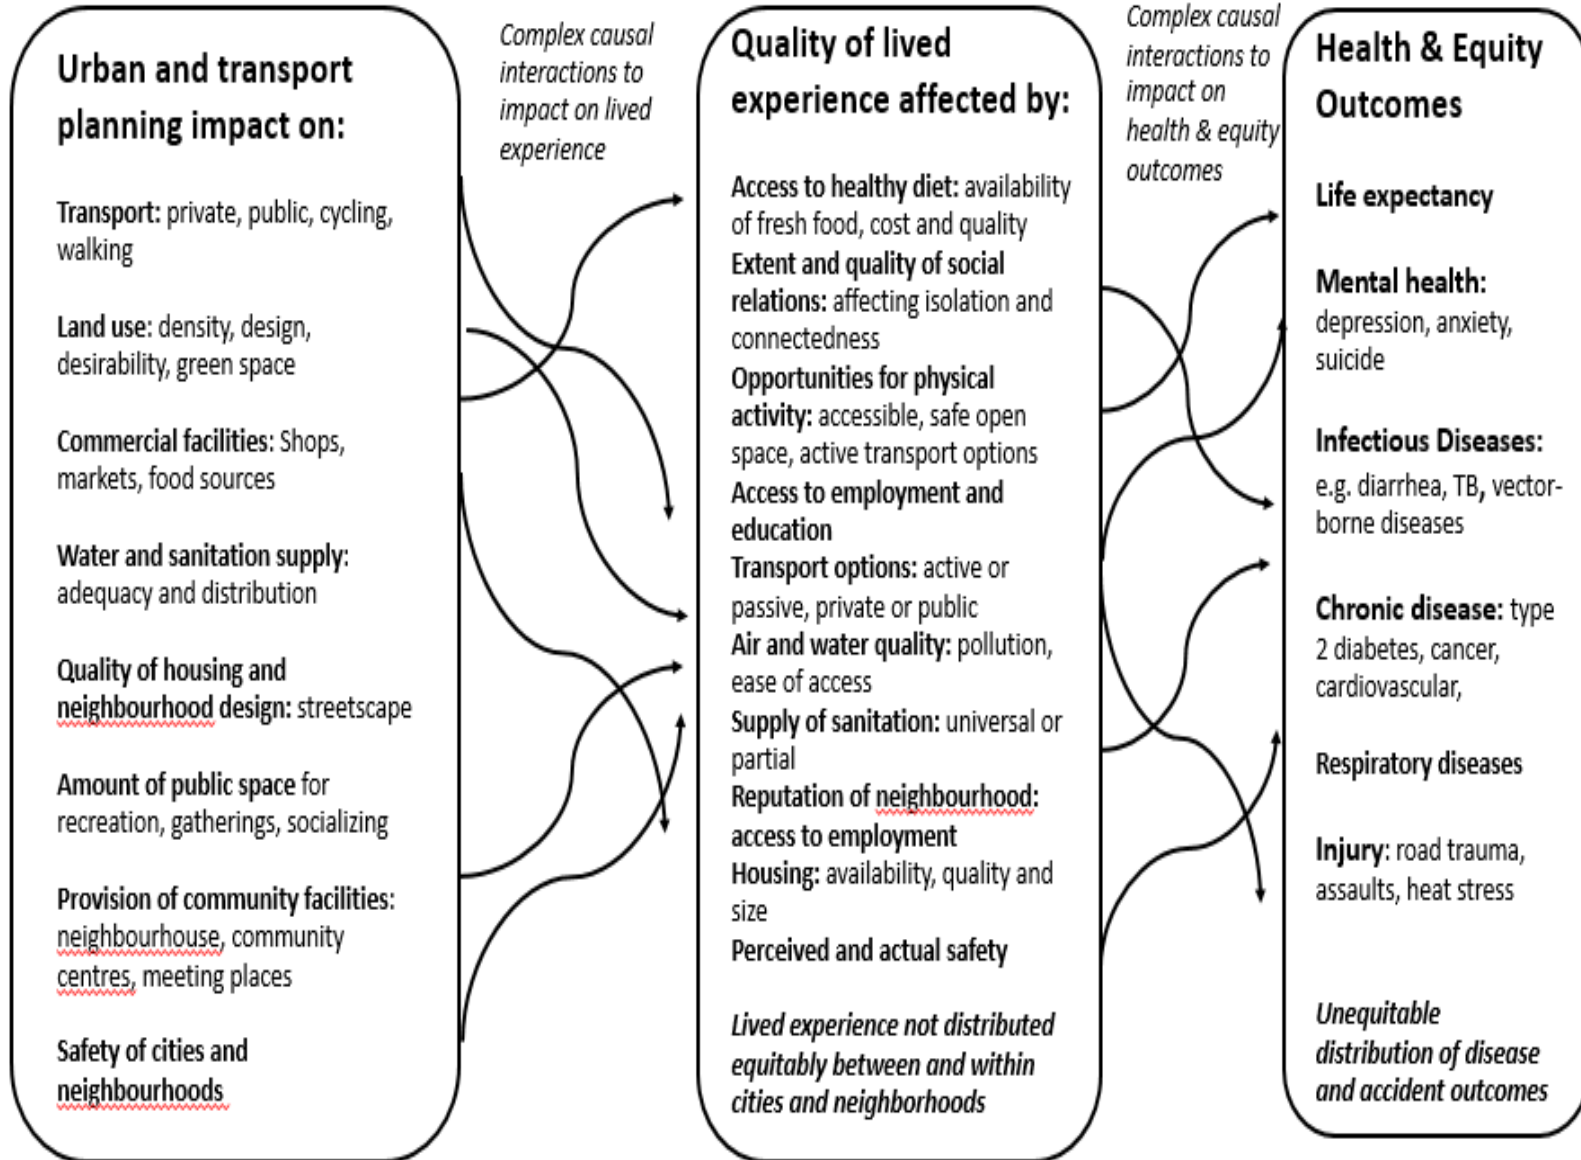 Urban and transport
planning impact on:
Transport: private, public, cycling,
walking
Land use: density, design,
desirability, green space
Commercial facilities: Shops,
markets, food sources
Water and sanitation supply:
adequacy and distribution
Quality of housing and
neighbourhood design: streetscape
Amount of public space for
recreation, gatherings, socializing
Provision of community facilities:
neighbourhouse, community
centres, meeting places
Safety of cities and
neighbourhoods
Complex causal
interactions to
impact on lived
experience
Quality of lived
experience affected by:
Access to healthy diet: availability
of fresh food, cost and quality
Extent and quality of social
relations: affecting isolation and
connectedness
Opportunities for physical
activity: accessible, safe open
space, active transport options
Access to employment and
education
Transport options: active or
passive, private or public
Air and water quality: pollution,
ease of access
Supply of sanitation: universal or
partial
Reputation of neighbourhood:
access to employment
Housing: availability, quality and
size
Perceived and actual safety
Lived experience not distributed
equitably between and within
cities and neighborhoods
Complex causal
interactions to
impact on
health & equity
outcomes
Health & Equity
Outcomes
Life expectancy
Mental health:
depression, anxiety,
suicide
Infectious Diseases:
e.g. diarrhea, TB, vector-
borne diseases
Chronic disease: type
2 diabetes, cancer,
cardiovascular,
Respiratory diseases
Injury: road trauma,
assaults, heat stress
Unequitable
distribution of disease
and accident outcomes